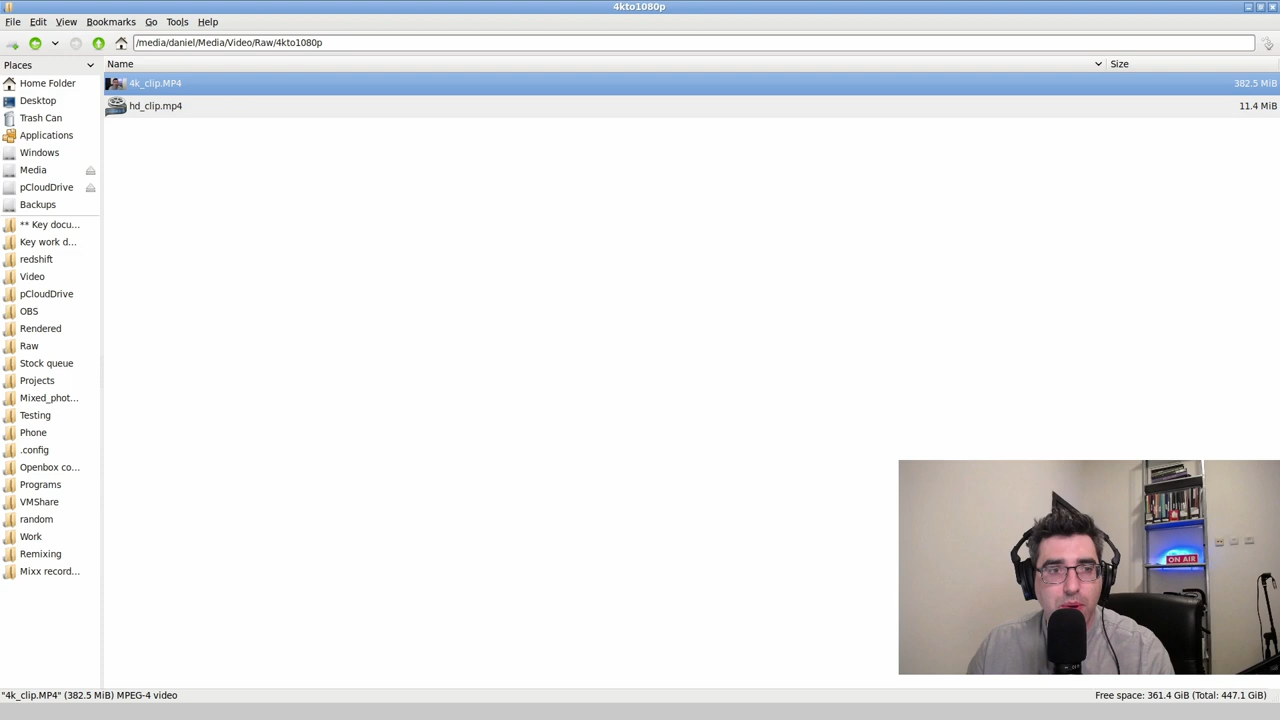 4kto1080p
File Edit View Bookmarks Go Tools Help
/media/daniel/Media/Video/Raw/4kto1080p
Places
Name Size
Home Folder
Desktop
Trash Can
Applications
Windows
Media
pCloudDrive
Backups
** Key docu...
Key work d...
redshift
Video
pCloudDrive
OBS
Rendered
Raw
Stock queue
Projects
Mixed_phot...
Testing
Phone
.config
Openbox co...
Programs
VMShare
random
Work
Remixing
Mixx record...
4k_clip.MP4 382.5 MiB
hd_clip.mp4 11.4 MiB
ON AIR
"4k_clip.MP4" (382.5 MiB) MPEG-4 video
Free space: 361.4 GiB (Total: 447.1 GiB)